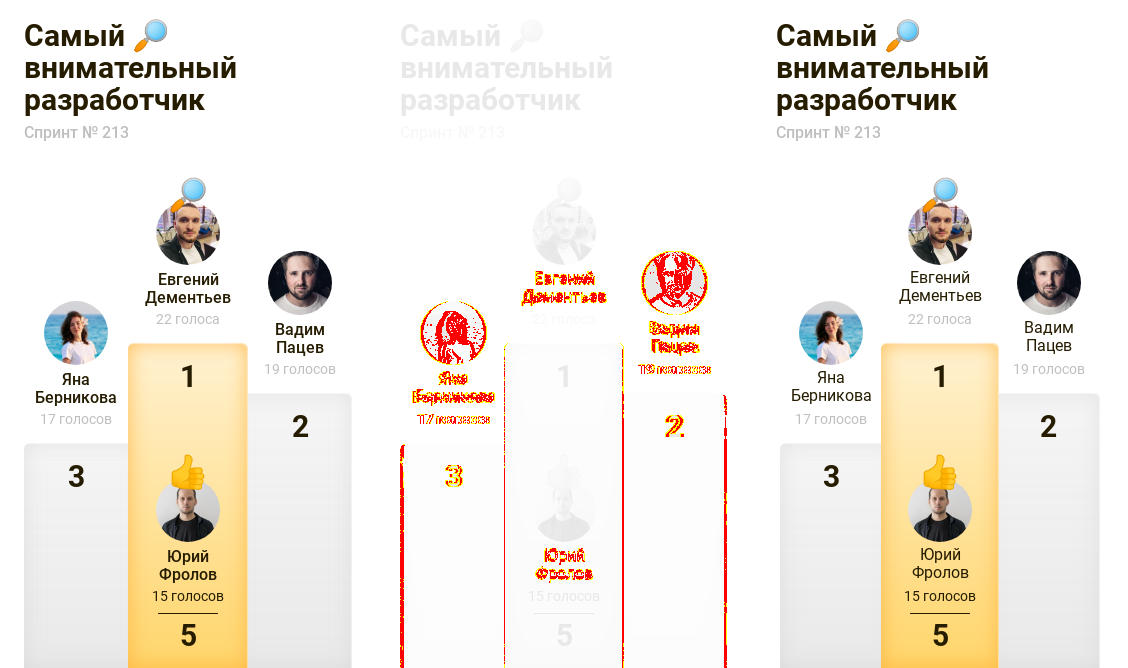 Самый 🔎
внимательный
разработчик
Спринт № 213
Евгений
Дементьев
22 голоса
Вадим
Пацев
19 голосов
Яна
Берникова
17 голосов
1
2
3
Юрий
Фролов
15 голосов
5
Самый 🔎
внимательный
разработчик
Спринт № 213
Евгений
Дементьев
22 голоса
Вадим
Пацев
19 голосов
Яна
Берникова
17 голосов
1
2
3
Юрий
Фролов
15 голосов
5
Самый 🔎
внимательный
разработчик
Спринт № 213
Евгений
Дементьев
22 голоса
Вадим
Пацев
19 голосов
Яна
Берникова
17 голосов
1
2
3
Юрий
Фролов
15 голосов
5